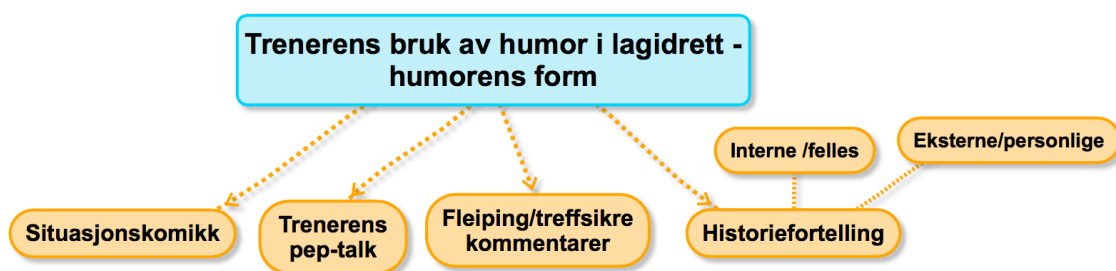 Trenerens bruk av humor i lagidrett -
humorens form
Interne /felles
Eksterne/personlige
Situasjonskomikk
Trenerens
pep-talk
Fleiping/treffsikre
kommentarer
Historiefortelling